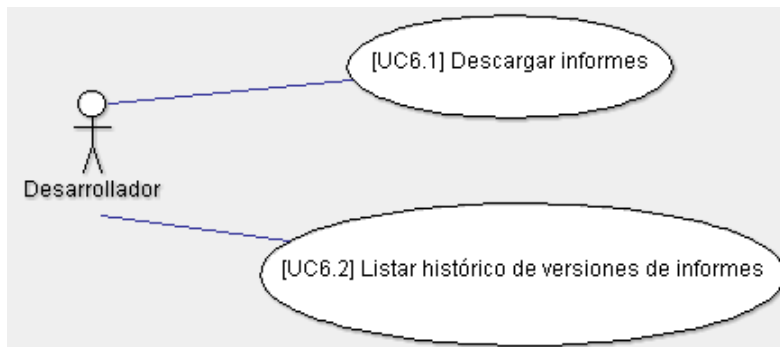 [UC6.1] Descargar informes
Desarrollador
[UC6.2] Listar histórico de versiones de informes